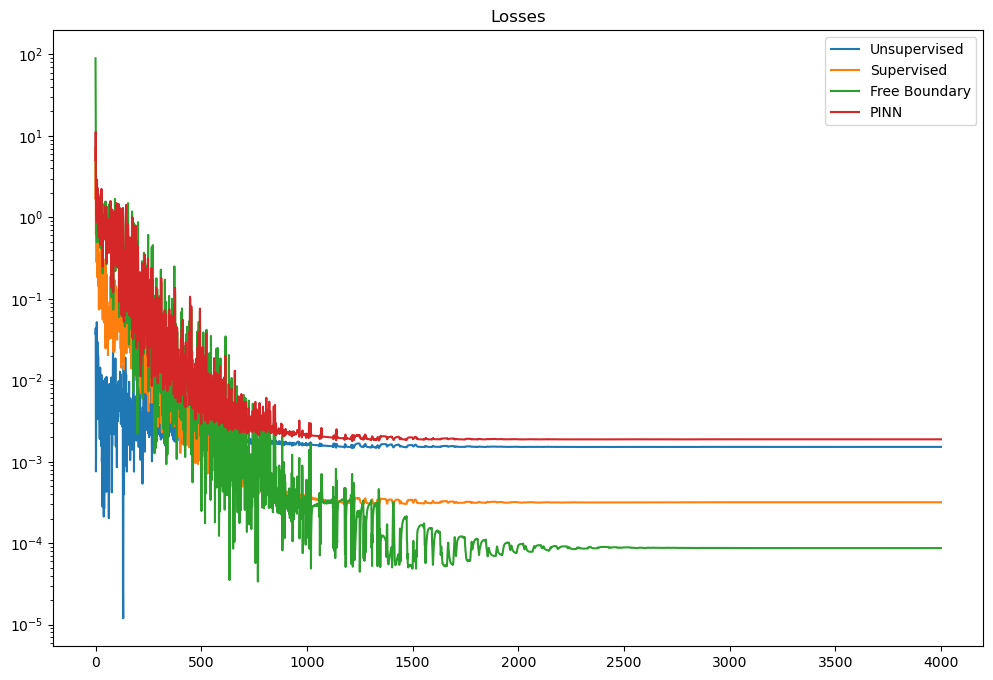 Losses
Unsupervised
Supervised
Free Boundary
PINN
10²
10¹
10⁰
10⁻¹
10⁻²
10⁻³
10⁻⁴
10⁻⁵
0 500 1000 1500 2000 2500 3000 3500 4000